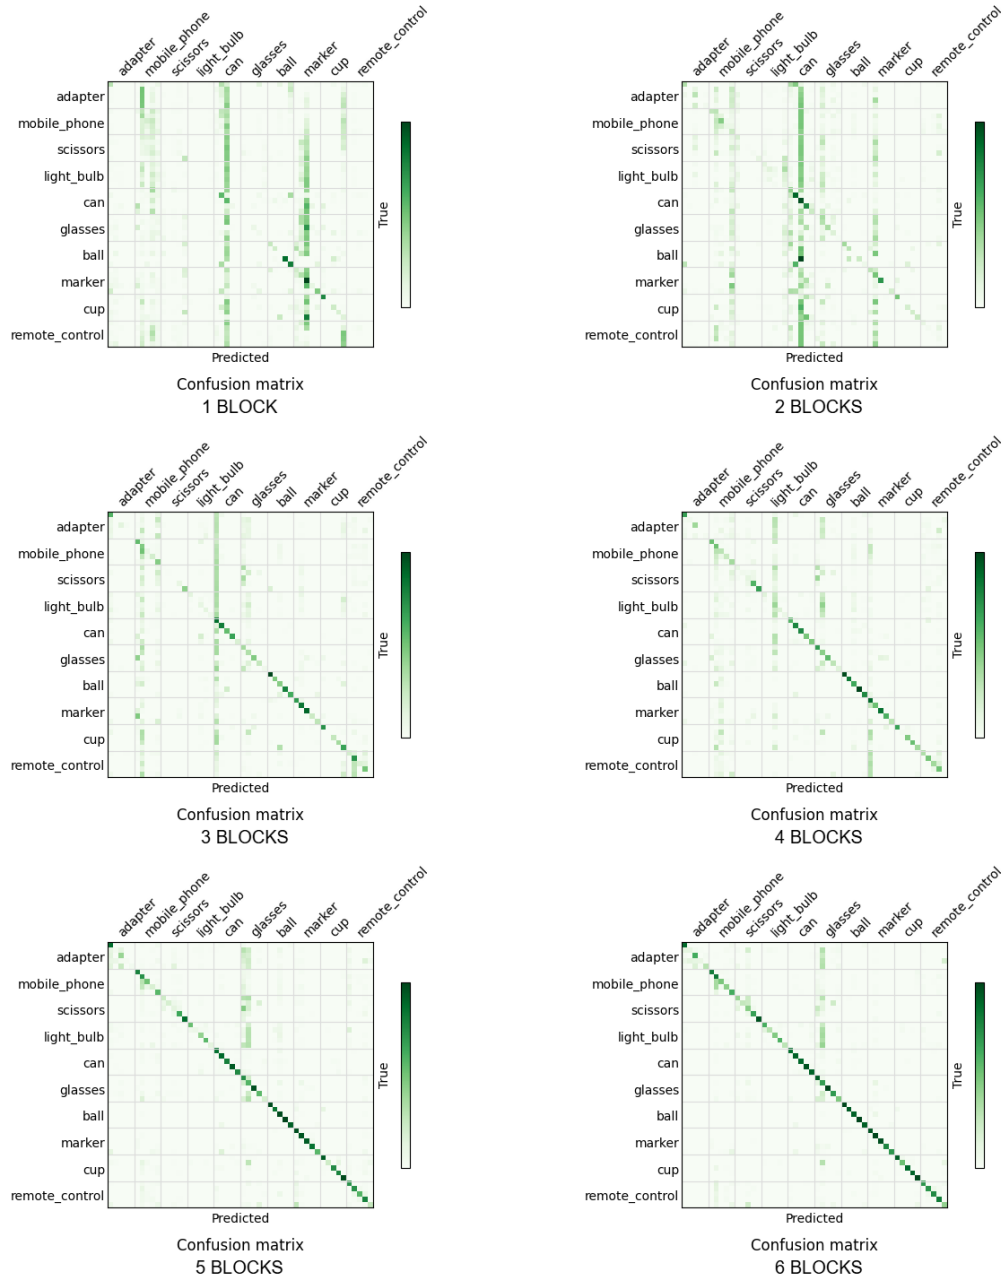 adapter mobile_phone scissors light_bulb can glasses ball marker cup remote_control
adapter
mobile_phone
scissors
light_bulb
can
glasses
ball
marker
cup
remote_control
True
Predicted
Confusion matrix
1 BLOCK
adapter mobile_phone scissors light_bulb can glasses ball marker cup remote_control
adapter
mobile_phone
scissors
light_bulb
can
glasses
ball
marker
cup
remote_control
True
Predicted
Confusion matrix
2 BLOCKS
adapter mobile_phone scissors light_bulb can glasses ball marker cup remote_control
adapter
mobile_phone
scissors
light_bulb
can
glasses
ball
marker
cup
remote_control
True
Predicted
Confusion matrix
3 BLOCKS
adapter mobile_phone scissors light_bulb can glasses ball marker cup remote_control
adapter
mobile_phone
scissors
light_bulb
can
glasses
ball
marker
cup
remote_control
True
Predicted
Confusion matrix
4 BLOCKS
adapter mobile_phone scissors light_bulb can glasses ball marker cup remote_control
adapter
mobile_phone
scissors
light_bulb
can
glasses
ball
marker
cup
remote_control
True
Predicted
Confusion matrix
5 BLOCKS
adapter mobile_phone scissors light_bulb can glasses ball marker cup remote_control
adapter
mobile_phone
scissors
light_bulb
can
glasses
ball
marker
cup
remote_control
True
Predicted
Confusion matrix
6 BLOCKS